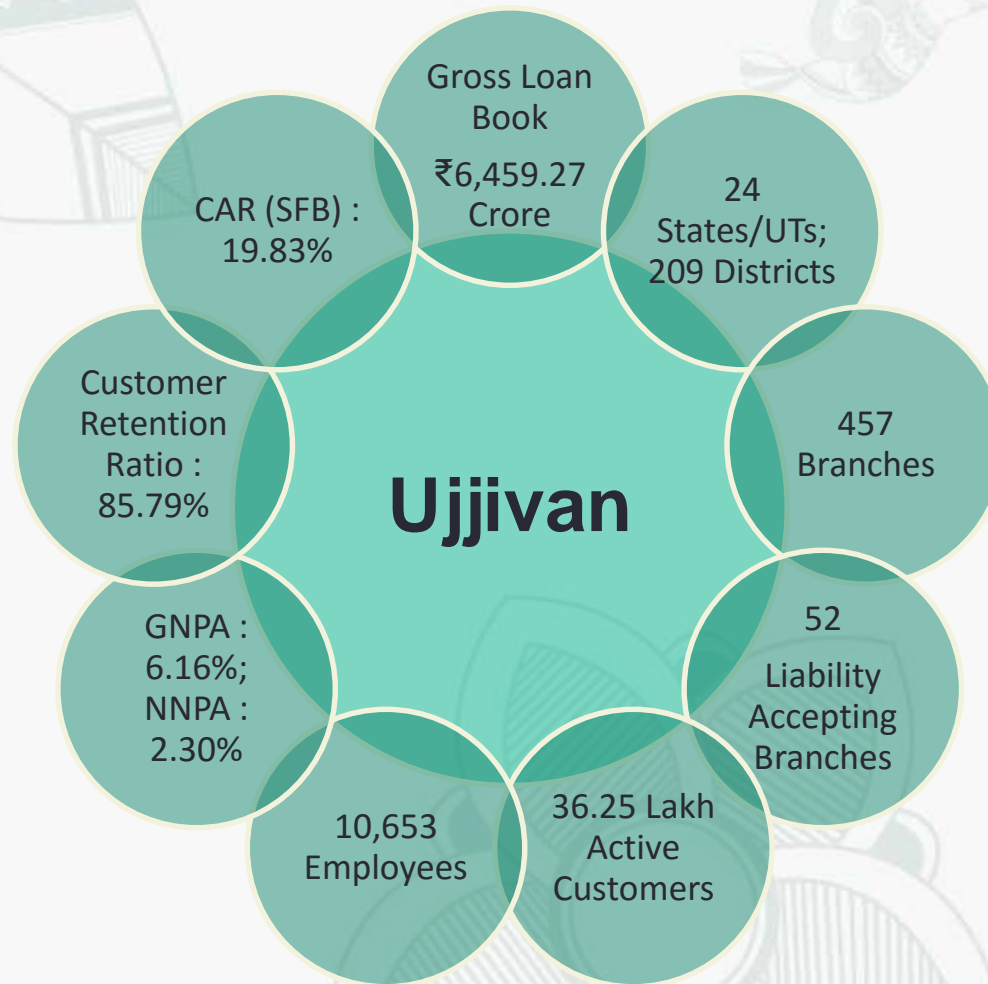 Gross Loan
Book
₹6,459.27
Crore
24
States/UTs;
209 Districts
457
Branches
52
Liability
Accepting
Branches
36.25 Lakh
Active
Customers
10,653
Employees
GNPA :
6.16%;
NNPA :
2.30%
Customer
Retention
Ratio :
85.79%
CAR (SFB) :
19.83%
Ujjivan